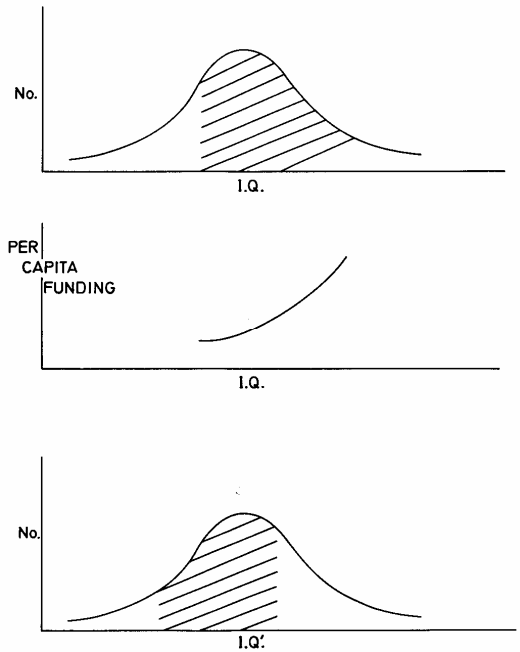 No.
I.Q.
PER
CAPITA
FUNDING
I.Q.
No.
I.Q.'